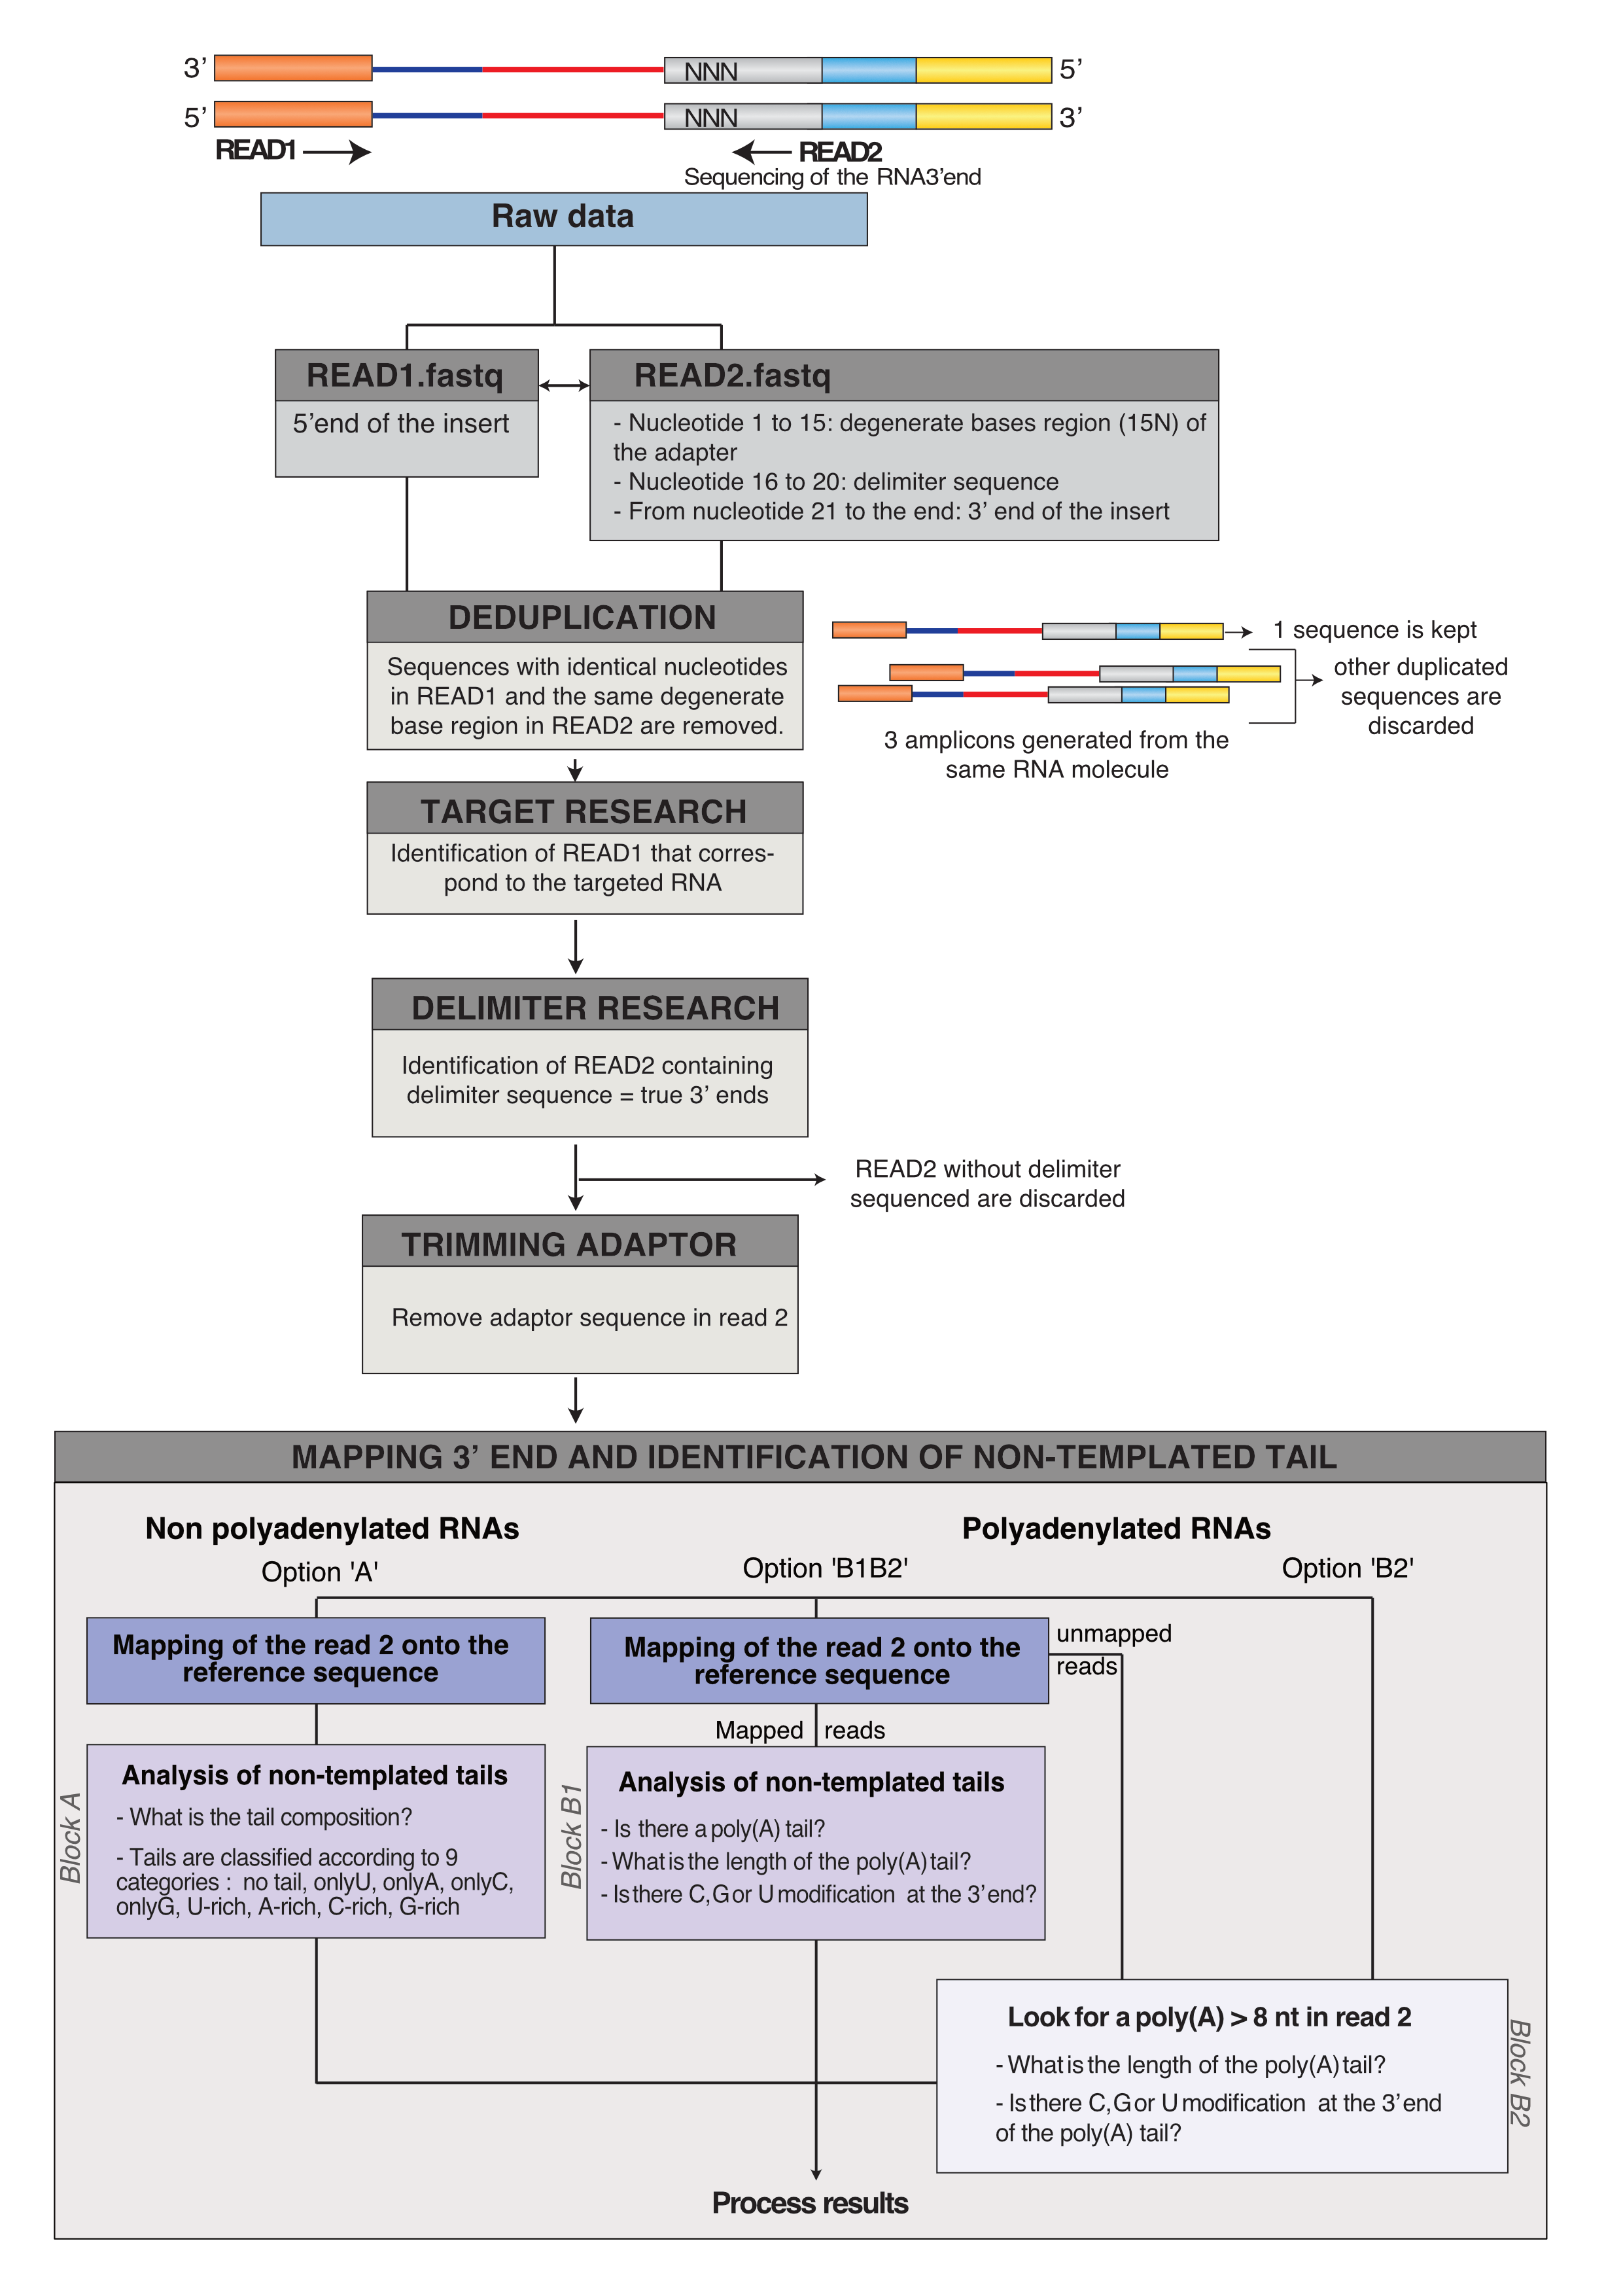 3’
NNN
5’
5’
NNN
3’
READ1
READ2
Sequencing of the RNA3’end
Raw data
READ1.fastq
5’end of the insert
READ2.fastq
- Nucleotide 1 to 15: degenerate bases region (15N) of
the adapter
- Nucleotide 16 to 20: delimiter sequence
- From nucleotide 21 to the end: 3’ end of the insert
DEDUPLICATION
Sequences with identical nucleotides
in READ1 and the same degenerate
base region in READ2 are removed.
1 sequence is kept
other duplicated
sequences are
discarded
3 amplicons generated from the
same RNA molecule
TARGET RESEARCH
Identification of READ1 that corres-
pond to the targeted RNA
DELIMITER RESEARCH
Identification of READ2 containing
delimiter sequence = true 3’ ends
READ2 without delimiter
sequenced are discarded
TRIMMING ADAPTOR
Remove adaptor sequence in read 2
MAPPING 3’ END AND IDENTIFICATION OF NON-TEMPLATED TAIL
Non polyadenylated RNAs
Polyadenylated RNAs
Option 'A'
Option 'B1B2'
Option 'B2'
Mapping of the read 2 onto the
reference sequence
Mapping of the read 2 onto the
reference sequence
unmapped
reads
Mapped reads
Block A
Analysis of non-templated tails
- What is the tail composition?
- Tails are classified according to 9
categories : no tail, onlyU, onlyA, onlyC,
onlyG, U-rich, A-rich, C-rich, G-rich
Block B1
Analysis of non-templated tails
- Is there a poly(A) tail?
- What is the length of the poly(A) tail?
- Is there C,G or U modification at the 3’ end?
Look for a poly(A) > 8 nt in read 2
- What is the length of the poly(A) tail?
- Is there C,G or U modification at the 3’ end
of the poly(A) tail?
Block B2
Process results